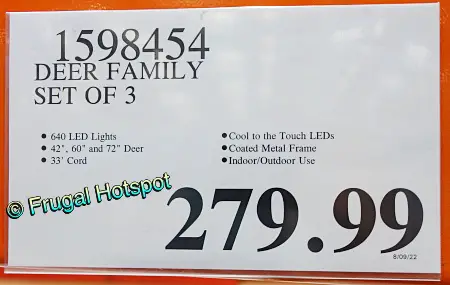 1598454
DEER FAMILY
SET OF 3
• 640 LED Lights
• 42", 60" and 72" Deer
• 33' Cord
• Cool to the Touch LEDs
• Coated Metal Frame
• Indoor/Outdoor Use
© Frugal Hotspot
279.99
8/09/22